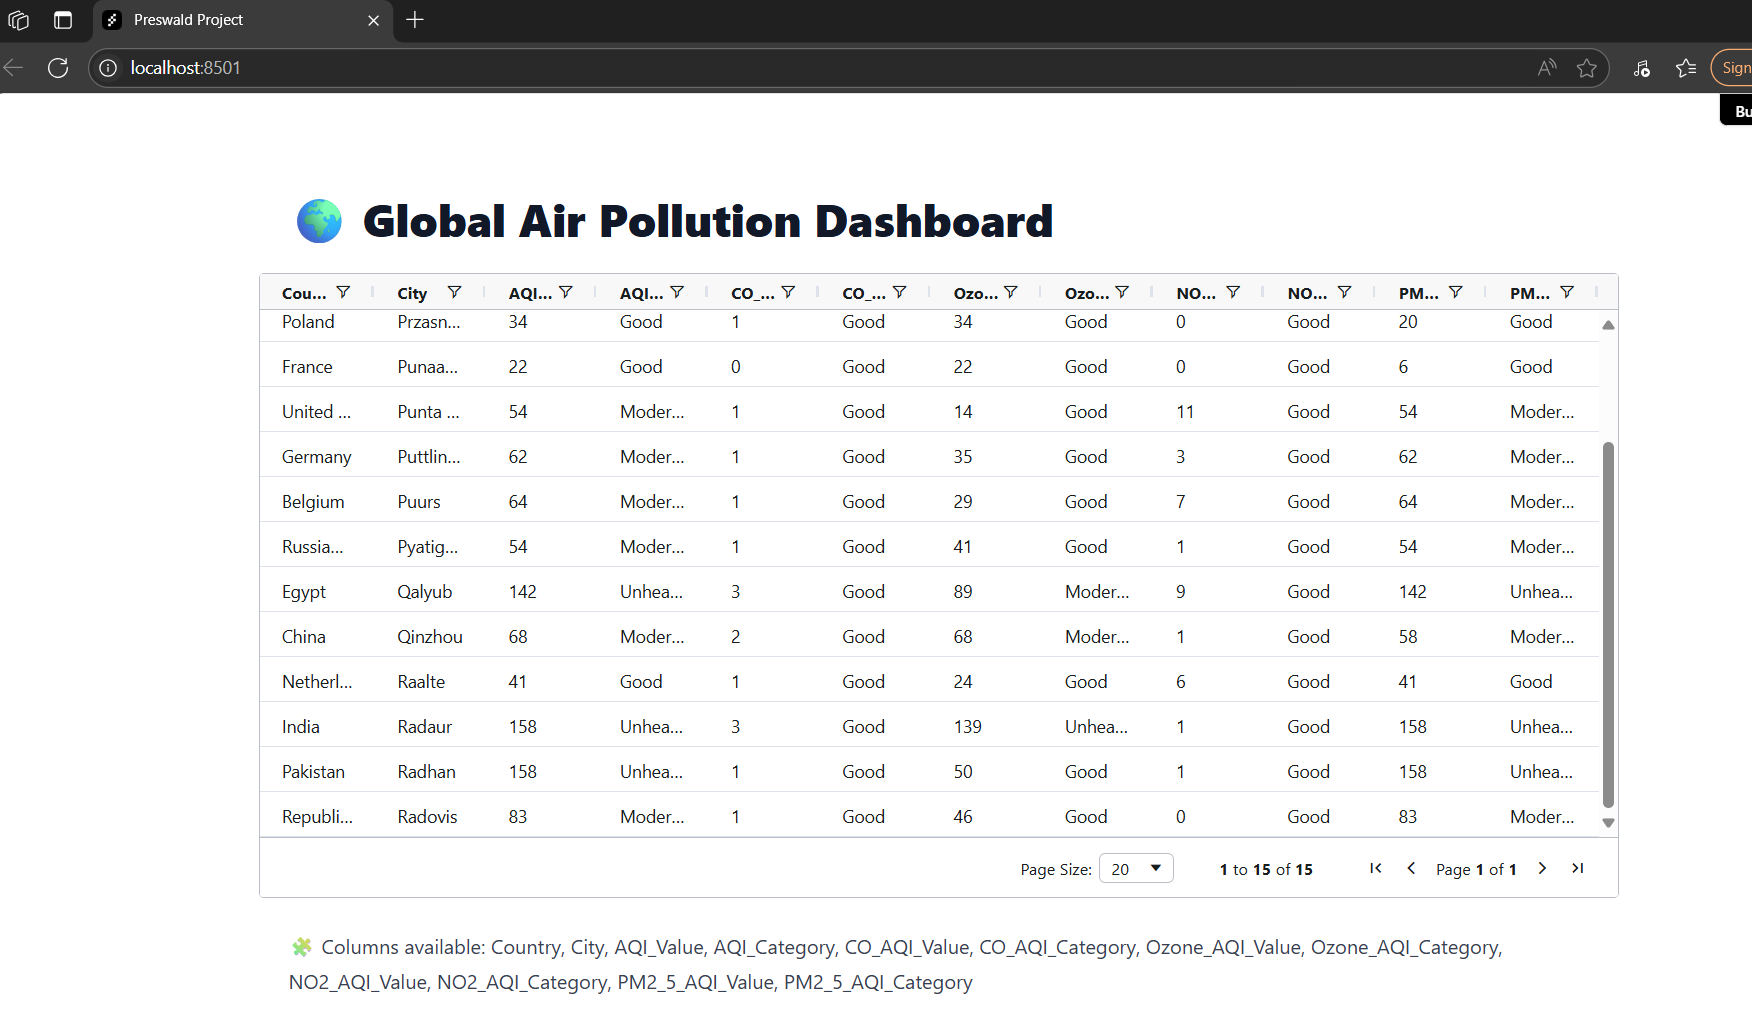 Preswald Project
localhost:8501
Sign
Bu
Global Air Pollution Dashboard
Cou... City AQI... AQI... CO_... CO_... Ozo... Ozo... NO... NO... PM... PM...
Poland Przasn... 34 Good 1 Good 34 Good 0 Good 20 Good
France Punaa... 22 Good 0 Good 22 Good 0 Good 6 Good
United ... Punta ... 54 Moder... 1 Good 14 Good 11 Good 54 Moder...
Germany Puttlin... 62 Moder... 1 Good 35 Good 3 Good 62 Moder...
Belgium Puurs 64 Moder... 1 Good 29 Good 7 Good 64 Moder...
Russia... Pyatig... 54 Moder... 1 Good 41 Good 1 Good 54 Moder...
Egypt Qalyub 142 Unhea... 3 Good 89 Moder... 9 Good 142 Unhea...
China Qinzhou 68 Moder... 2 Good 68 Moder... 1 Good 58 Moder...
Netherl... Raalte 41 Good 1 Good 24 Good 6 Good 41 Good
India Radaur 158 Unhea... 3 Good 139 Unhea... 1 Good 158 Unhea...
Pakistan Radhan 158 Unhea... 1 Good 50 Good 1 Good 158 Unhea...
Republi... Radovis 83 Moder... 1 Good 46 Good 0 Good 83 Moder...
Page Size: 20 1 to 15 of 15 Page 1 of 1
Columns available: Country, City, AQI_Value, AQI_Category, CO_AQI_Value, CO_AQI_Category, Ozone_AQI_Value, Ozone_AQI_Category,
NO2_AQI_Value, NO2_AQI_Category, PM2_5_AQI_Value, PM2_5_AQI_Category